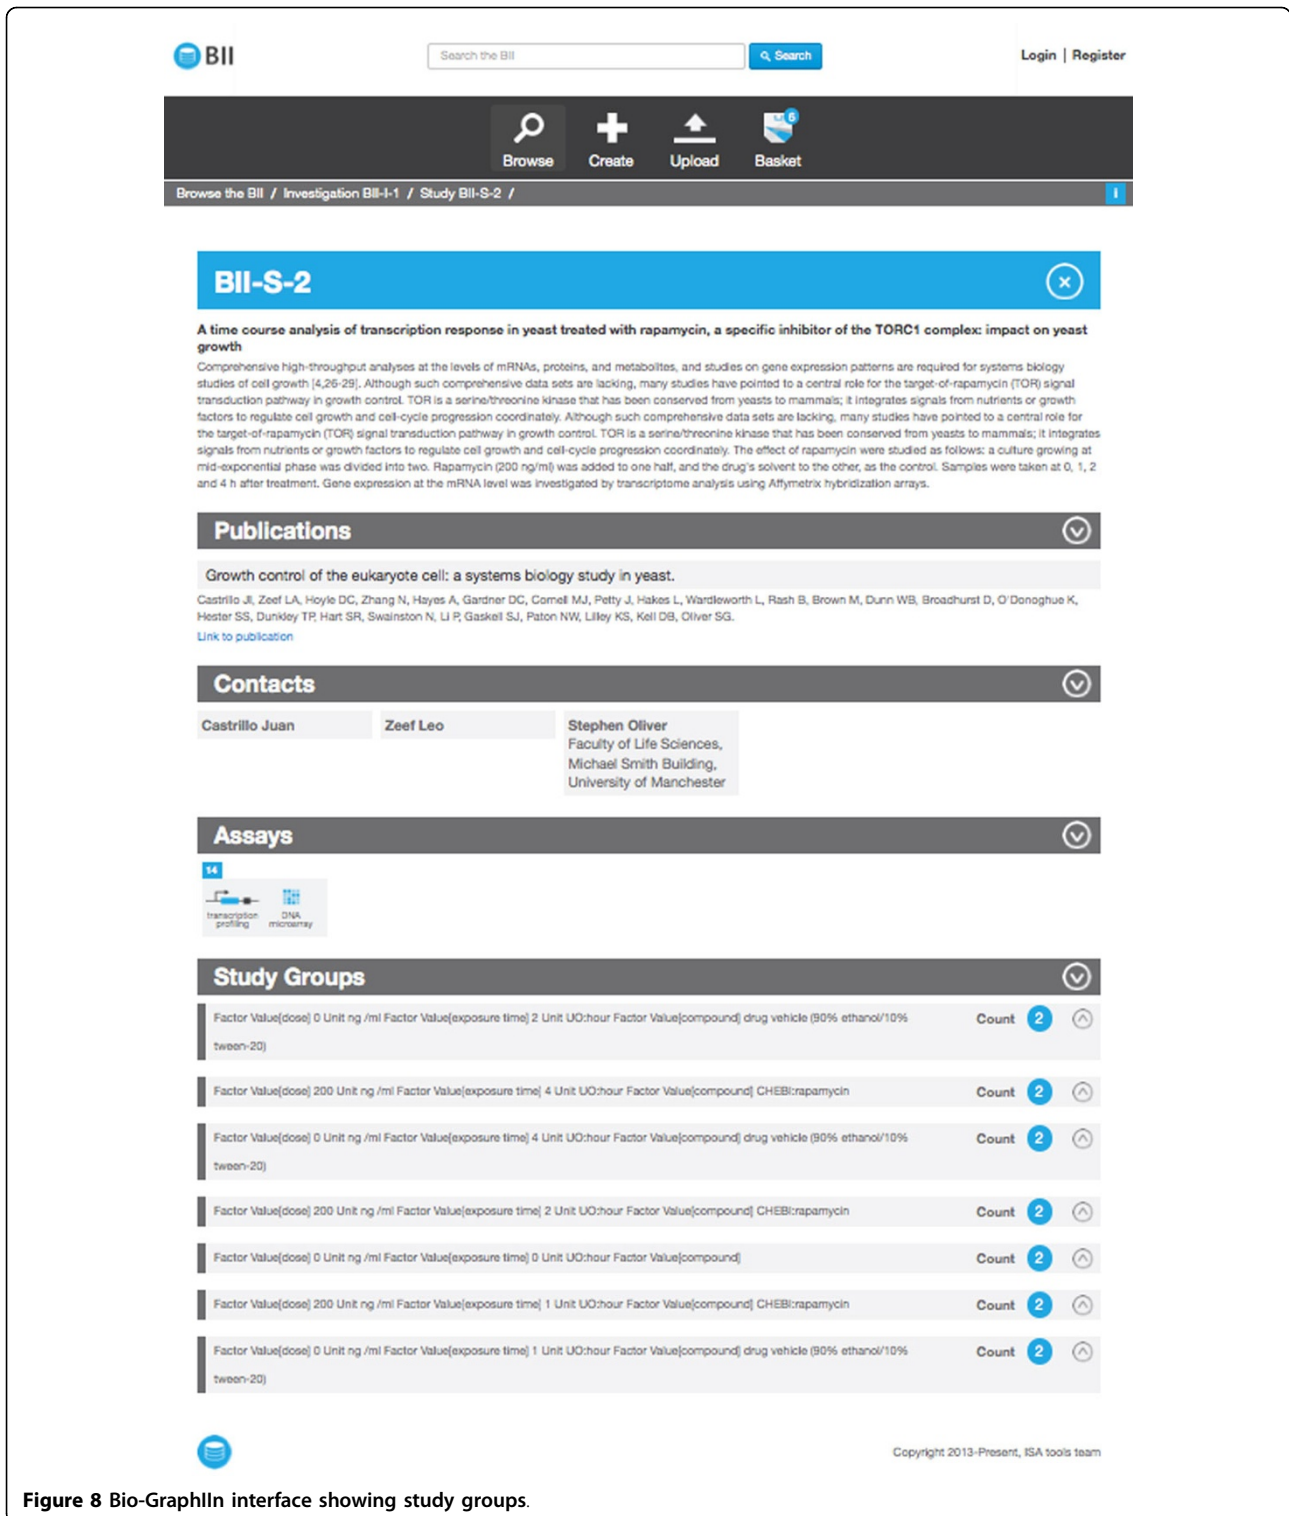 BII
Search the BII
Search
Login | Register
6
Browse
Create
Upload
Basket
Browse the BII / Investigation BII-I-1 / Study BII-S-2 /
i
BII-S-2
A time course analysis of transcription response in yeast treated with rapamycin, a specific inhibitor of the TORC1 complex: impact on yeast
growth
Comprehensive high-throughput analyses at the levels of mRNAs, proteins, and metabolites, and studies on gene expression patterns are required for systems biology
studies of cell growth [4,26-29]. Although such comprehensive data sets are lacking, many studies have pointed to a central role for the target-of-rapamycin (TOR) signal
transduction pathway in growth control. TOR is a serine/threonine kinase that has been conserved from yeasts to mammals; it integrates signals from nutrients or growth
factors to regulate cell growth and cell-cycle progression coordinately. Although such comprehensive data sets are lacking, many studies have pointed to a central role for
the target-of-rapamycin (TOR) signal transduction pathway in growth control. TOR is a serine/threonine kinase that has been conserved from yeasts to mammals; it integrates
signals from nutrients or growth factors to regulate cell growth and cell-cycle progression coordinately. The effect of rapamycin were studied as follows: a culture growing at
mid-exponential phase was divided into two. Rapamycin (200 ng/ml) was added to one half, and the drug's solvent to the other, as the control. Samples were taken at 0, 1, 2
and 4 h after treatment. Gene expression at the mRNA level was investigated by transcriptome analysis using Affymetrix hybridization arrays.
Publications
Growth control of the eukaryote cell: a systems biology study in yeast.
Castrillo JI, Zeef LA, Hoyle DC, Zhang N, Hayes A, Gardner DC, Cornell MJ, Petty J, Hakes L, Wardleworth L, Rash B, Brown M, Dunn WB, Broadhurst D, O'Donoghue K,
Hester SS, Dunkley TP, Hart SR, Swainston N, Li P, Gaskell SJ, Paton NW, Lilley KS, Kell DB, Oliver SG.
Link to publication
Contacts
Castrillo Juan
Zeef Leo
Stephen Oliver
Faculty of Life Sciences,
Michael Smith Building,
University of Manchester
Assays
14
transcription
profiling
DNA
microarray
Study Groups
Factor Value[dose] 0 Unit ng /ml Factor Value[exposure time] 2 Unit UO:hour Factor Value[compound] drug vehicle (90% ethanol/10%
tween-20)
Count 2
Factor Value[dose] 200 Unit ng /ml Factor Value[exposure time] 4 Unit UO:hour Factor Value[compound] CHEBI:rapamycin
Count 2
Factor Value[dose] 0 Unit ng /ml Factor Value[exposure time] 4 Unit UO:hour Factor Value[compound] drug vehicle (90% ethanol/10%
tween-20)
Count 2
Factor Value[dose] 200 Unit ng /ml Factor Value[exposure time] 2 Unit UO:hour Factor Value[compound] CHEBI:rapamycin
Count 2
Factor Value[dose] 0 Unit ng /ml Factor Value[exposure time] 0 Unit UO:hour Factor Value[compound]
Count 2
Factor Value[dose] 200 Unit ng /ml Factor Value[exposure time] 1 Unit UO:hour Factor Value[compound] CHEBI:rapamycin
Count 2
Factor Value[dose] 0 Unit ng /ml Factor Value[exposure time] 1 Unit UO:hour Factor Value[compound] drug vehicle (90% ethanol/10%
tween-20)
Count 2
Copyright 2013-Present, ISA tools team
Figure 8 Bio-GraphIIn interface showing study groups.